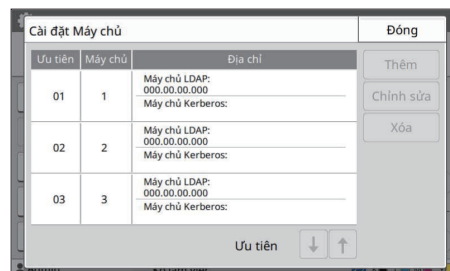 Cài đặt Máy chủ
Đóng
Ưu tiên Máy chủ Địa chỉ
Thêm
Chỉnh sửa
Xóa
01 1 Máy chủ LDAP:
000.00.00.000
Máy chủ Kerberos:
02 2 Máy chủ LDAP:
000.00.00.000
Máy chủ Kerberos:
03 3 Máy chủ LDAP:
000.00.00.000
Máy chủ Kerberos:
Ưu tiên